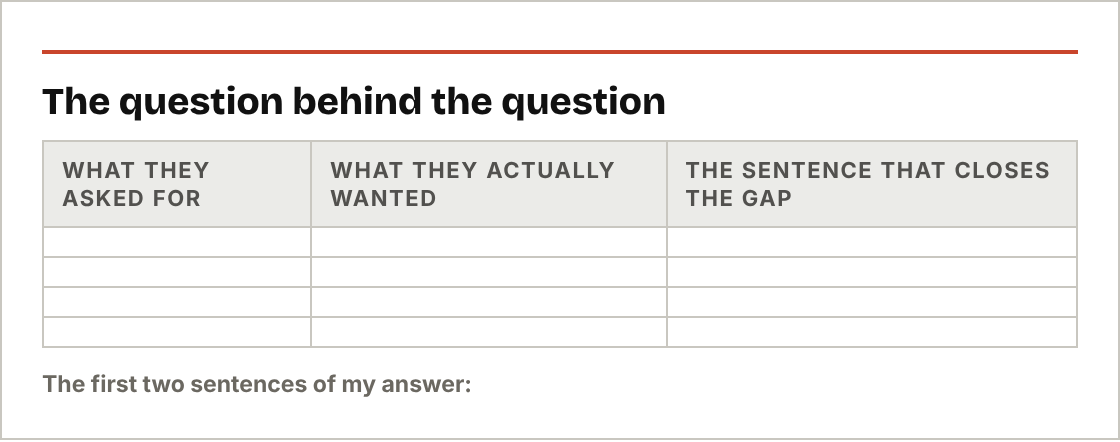 The question behind the question
WHAT THEY
ASKED FOR
WHAT THEY ACTUALLY
WANTED
THE SENTENCE THAT CLOSES
THE GAP
The first two sentences of my answer: